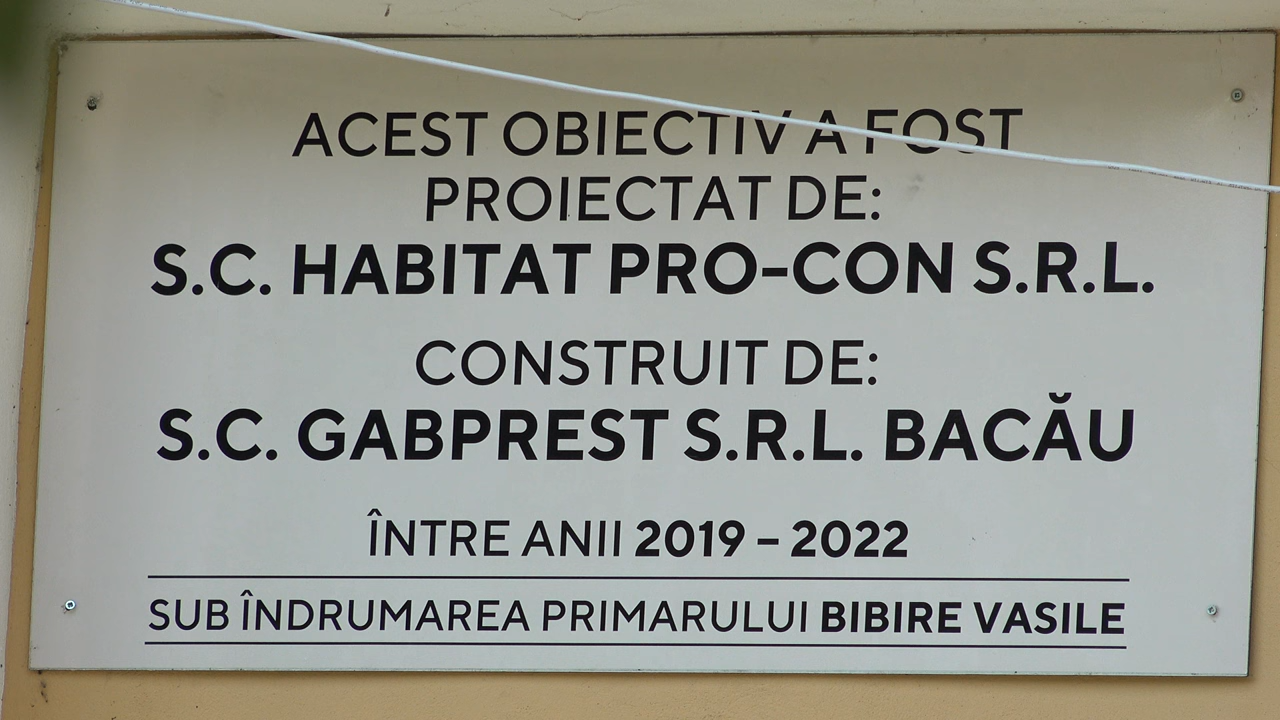 ACEST OBIECTIV A FOST
PROIECTAT DE:
S.C. HABITAT PRO-CON S.R.L.
CONSTRUIT DE:
S.C. GABPREST S.R.L. BACĂU
ÎNTRE ANII 2019 – 2022
SUB ÎNDRUMAREA PRIMARULUI BIBIRE VASILE